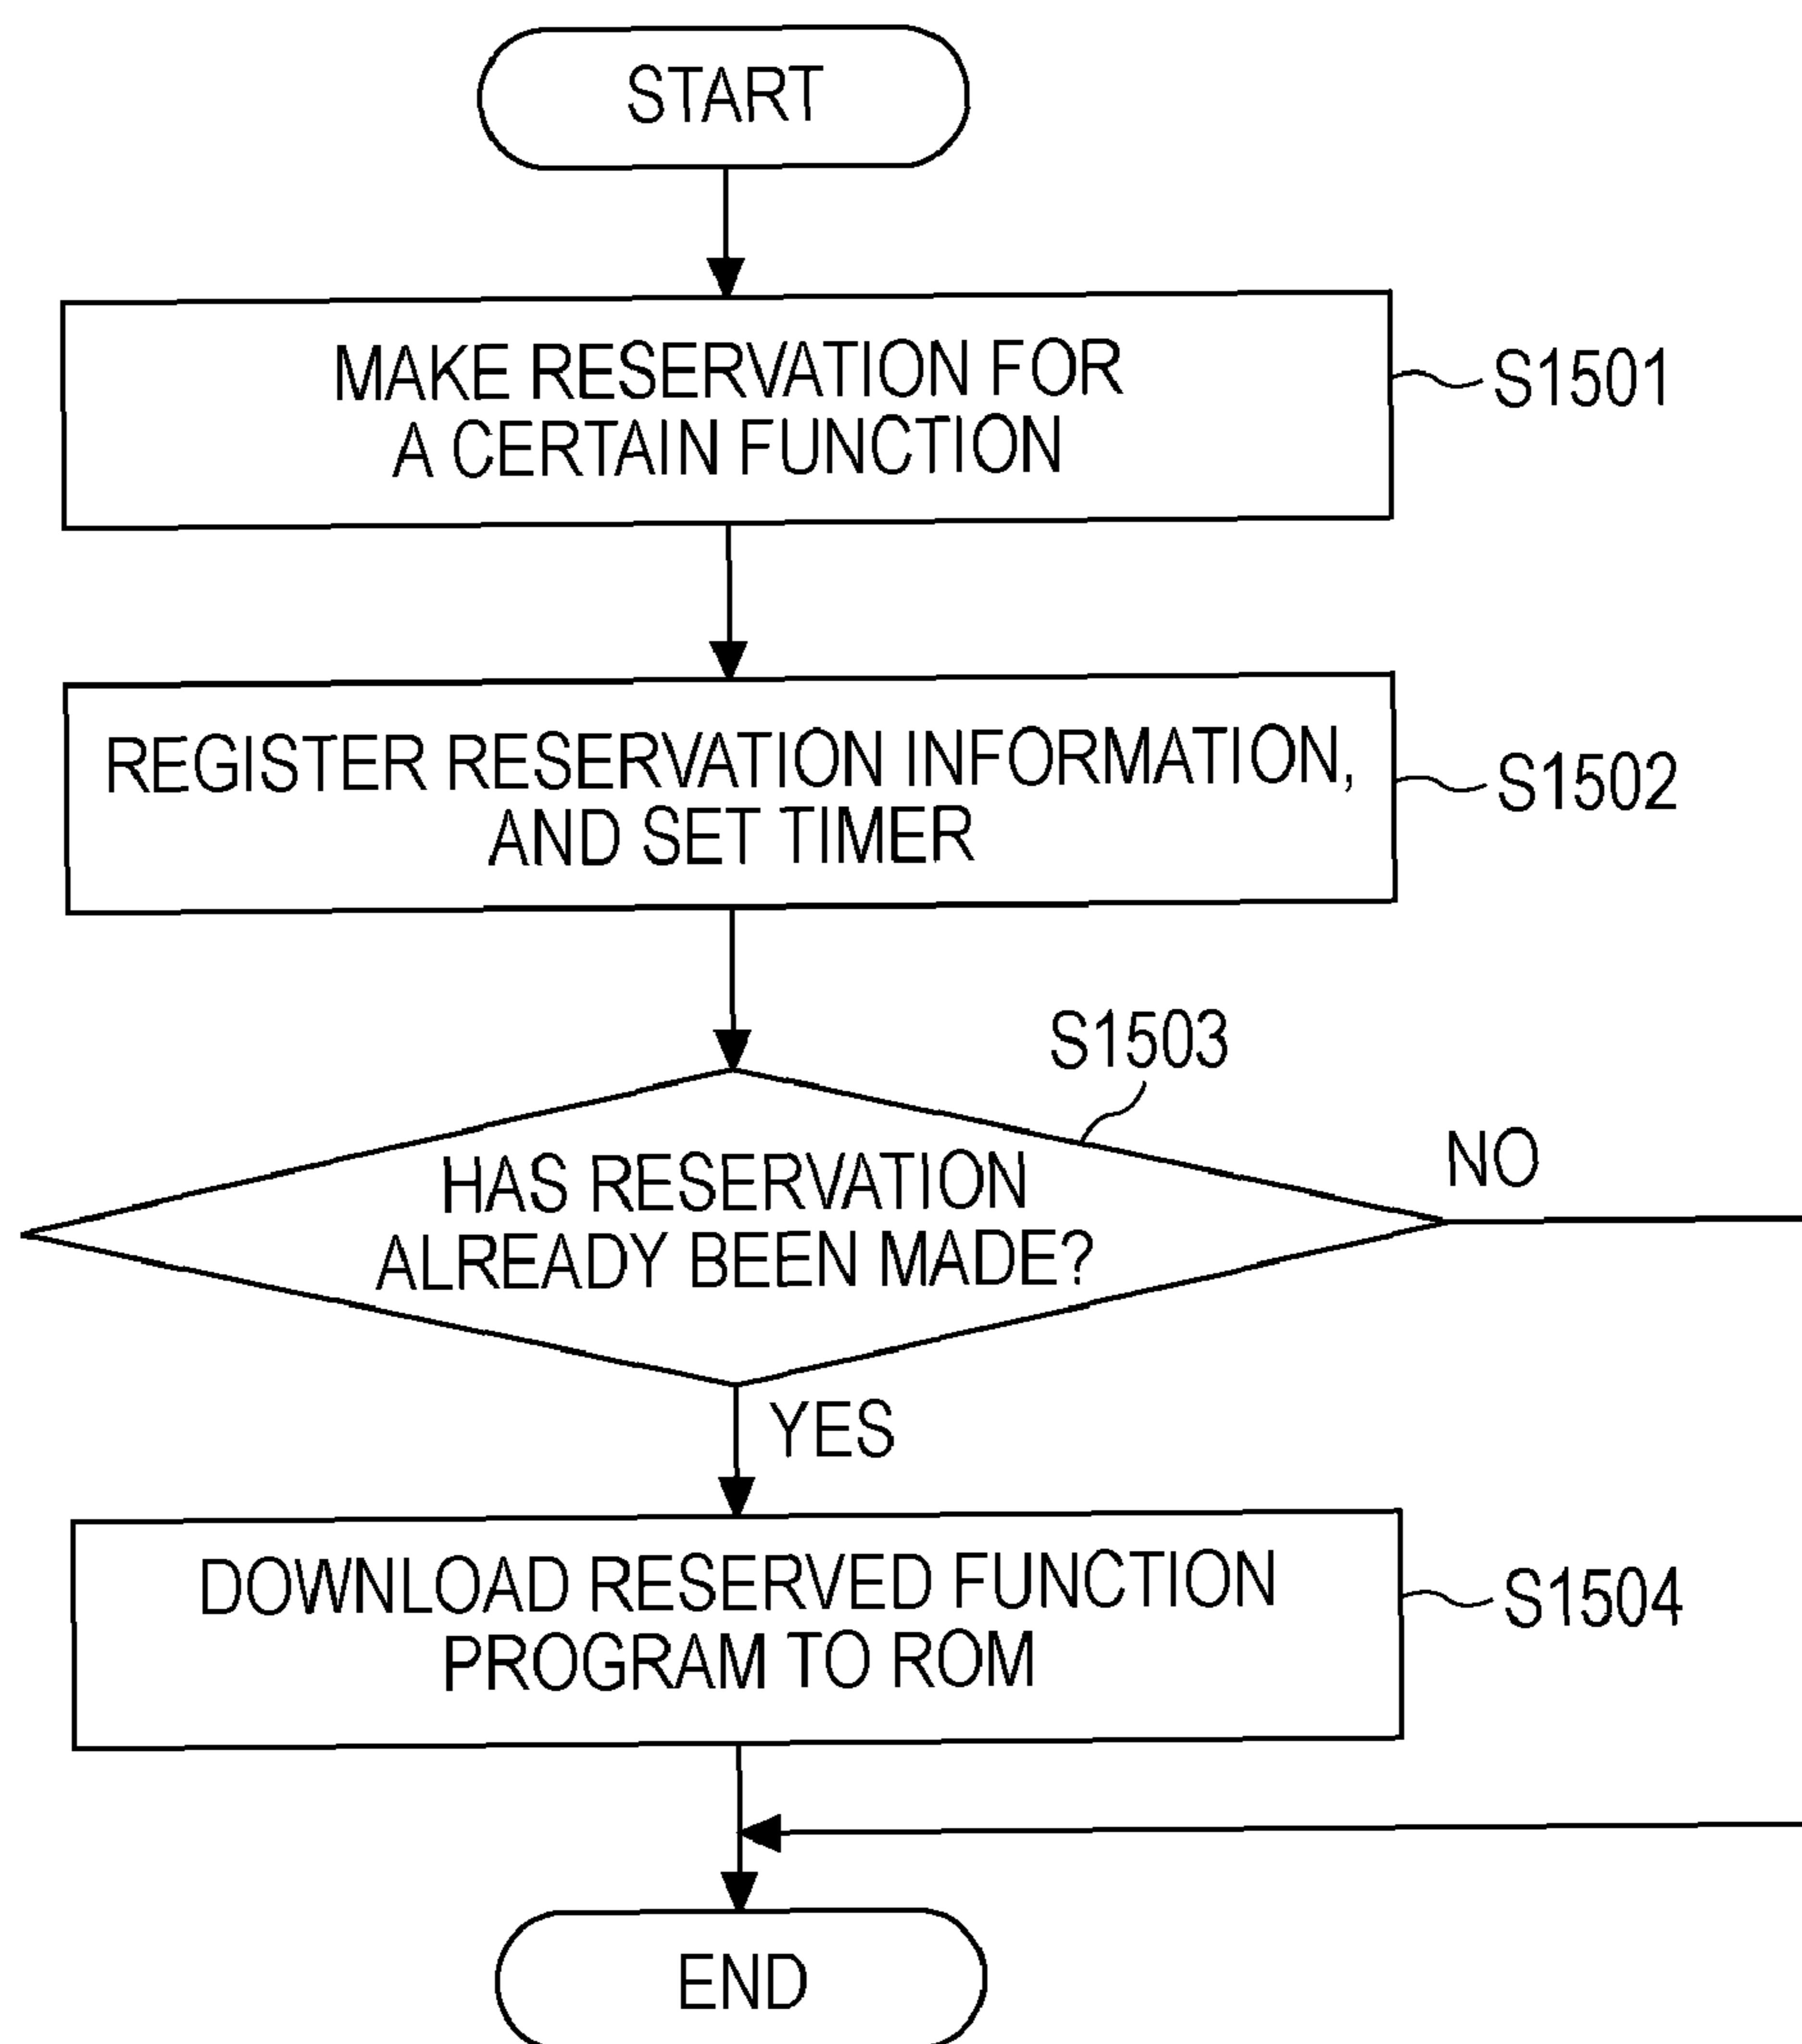 START
MAKE RESERVATION FOR
A CERTAIN FUNCTION
S1501
REGISTER RESERVATION INFORMATION,
AND SET TIMER
S1502
S1503
HAS RESERVATION
ALREADY BEEN MADE?
NO
YES
DOWNLOAD RESERVED FUNCTION
PROGRAM TO ROM
S1504
END